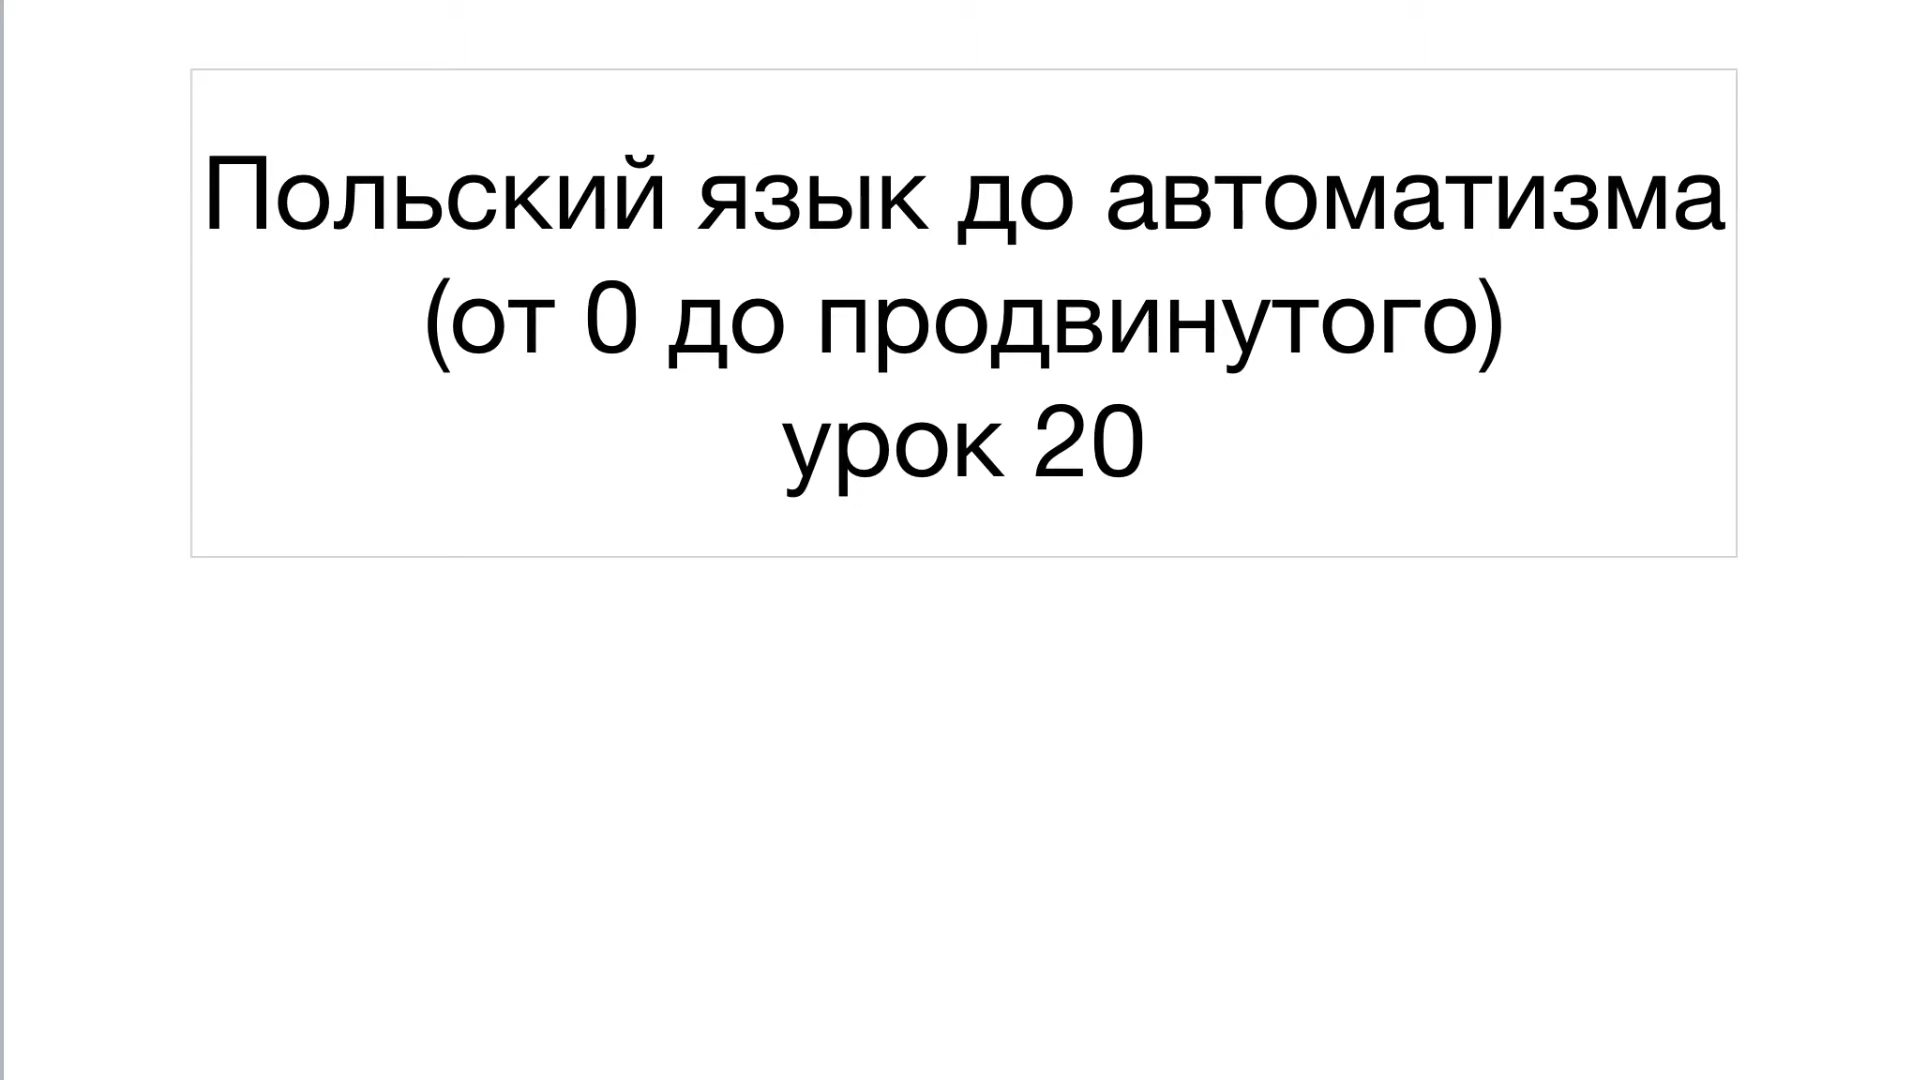 Польский язык до автоматизма
(от 0 до продвинутого)
урок 20